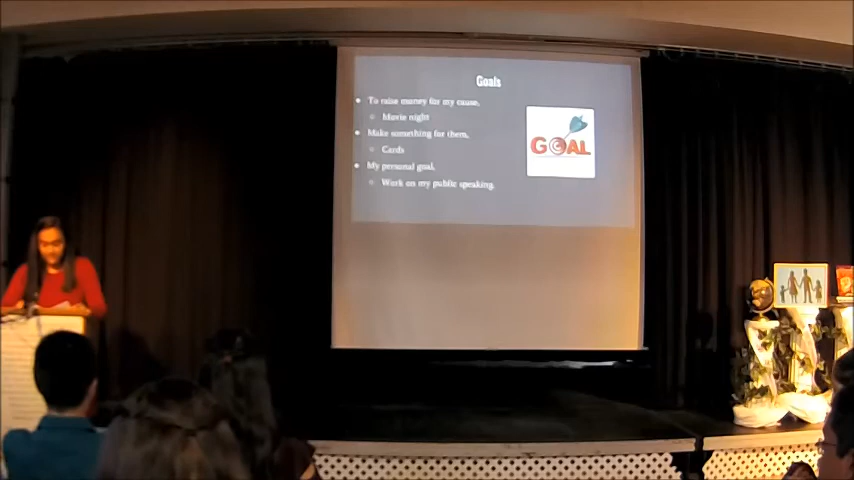 Goals
To raise money for my cause.
Movie night
Make something for them.
Cards
My personal goal.
Work on my public speaking.
GOAL